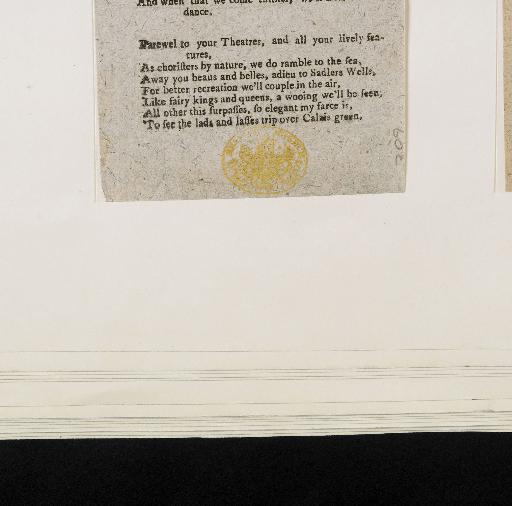 And when that we come
dance.
Farewel to your Theatres, and all your lively fea-
tures,
As choriſters by nature, we do ramble to the ſea,
Away you beaus and belles, adieu to Sadlers Wells,
For better recreation we'll couple in the air,
Like fairy kings and queens, a wooing we'll be ſeen,
All other this ſurpaſſes, ſo elegant my farce is,
To ſee the lads and laſſes trip over Calais green.
209